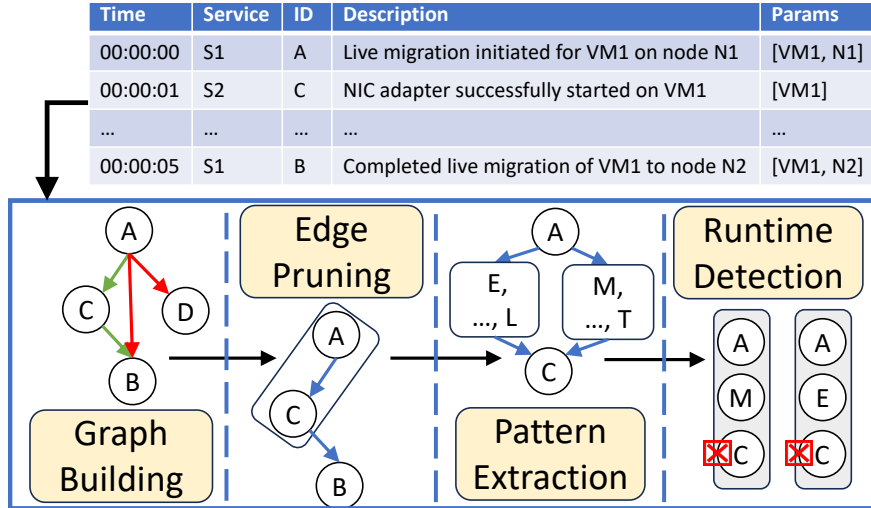 Time Service ID Description Params
00:00:00 S1 A Live migration initiated for VM1 on node N1 [VM1, N1]
00:00:01 S2 C NIC adapter successfully started on VM1 [VM1]
... ... ... ... ...
00:00:05 S1 B Completed live migration of VM1 to node N2 [VM1, N2]
A
C
D
B
Graph
Building
Edge
Pruning
A
C
B
A
E,
..., L
M,
..., T
C
Pattern
Extraction
Runtime
Detection
A
M
C
A
E
C